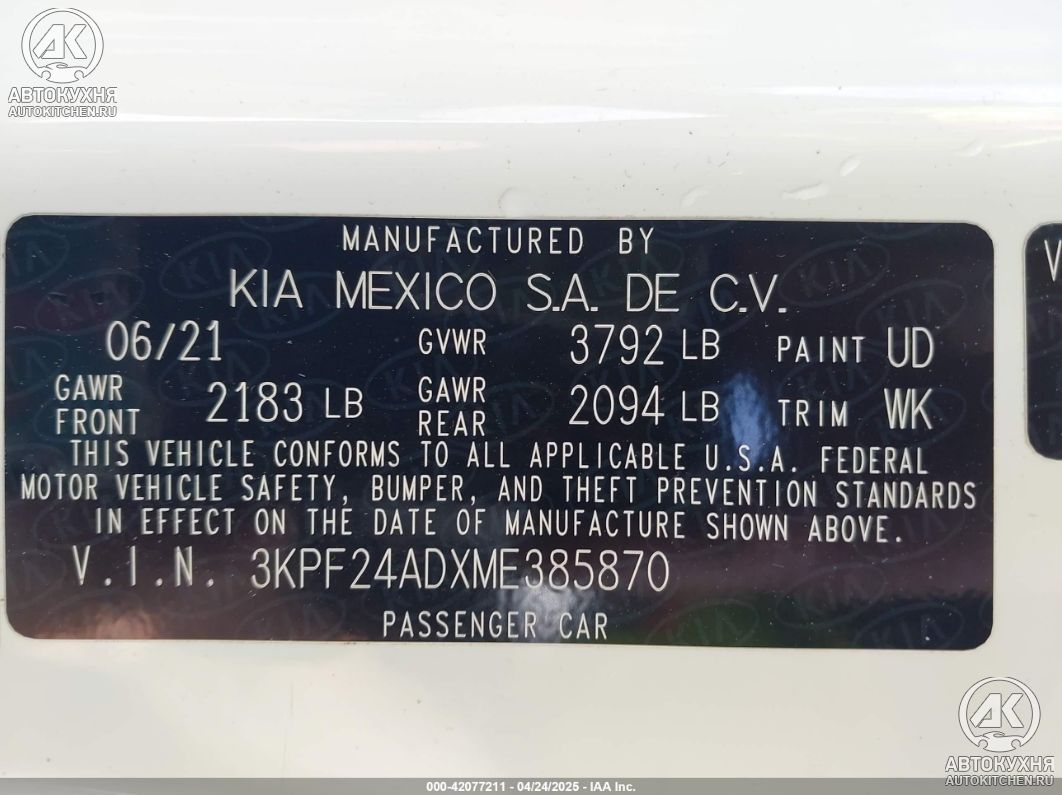 AK
АВТОКУХНЯ
AUTOKITCHEN.RU
MANUFACTURED BY
KIA MEXICO S.A. DE C.V.
06/21 GVWR 3792 LB PAINT UD
GAWR FRONT 2183 LB GAWR REAR 2094 LB TRIM WK
THIS VEHICLE CONFORMS TO ALL APPLICABLE U.S.A. FEDERAL
MOTOR VEHICLE SAFETY, BUMPER, AND THEFT PREVENTION STANDARDS
IN EFFECT ON THE DATE OF MANUFACTURE SHOWN ABOVE.
V.I.N. 3KPF24ADXME385870
PASSENGER CAR
AK
АВТОКУХНЯ
AUTOKITCHEN.RU
000-42077211 - 04/24/2025 - IAA Inc.